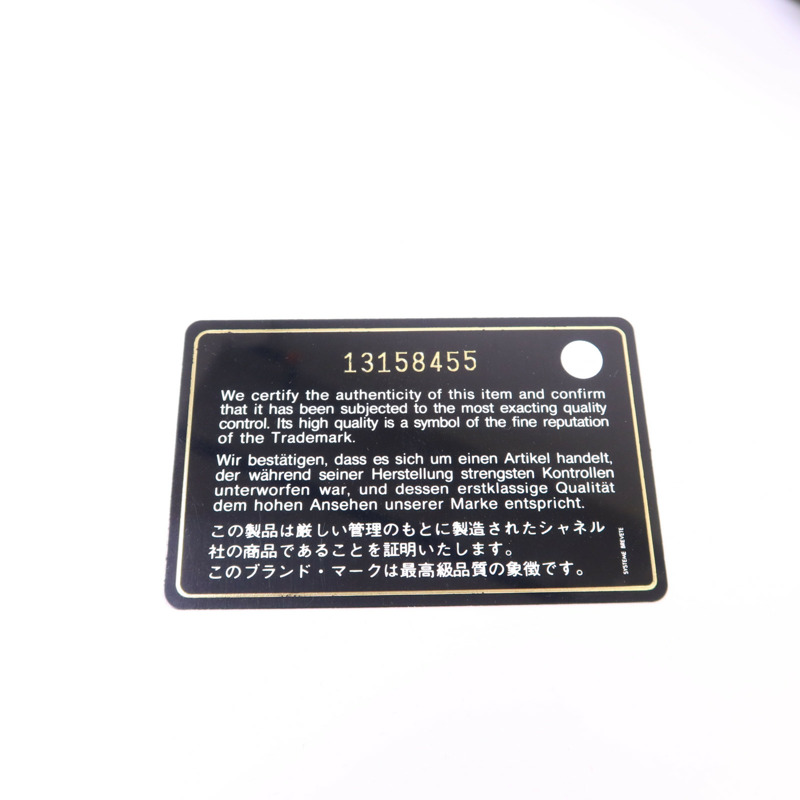 13158455
We certify the authenticity of this item and confirm
that it has been subjected to the most exacting quality
control. Its high quality is a symbol of the fine reputation
of the Trademark.
Wir bestätigen, dass es sich um einen Artikel handelt,
der während seiner Herstellung strengsten Kontrollen
unterworfen war, und dessen erstklassige Qualität
dem hohen Ansehen unserer Marke entspricht.
この製品は厳しい管理のもとに製造されたシャネル
社の商品であることを証明いたします。
このブランド・マークは最高級品質の象徴です。
SYSTEME BREVETE